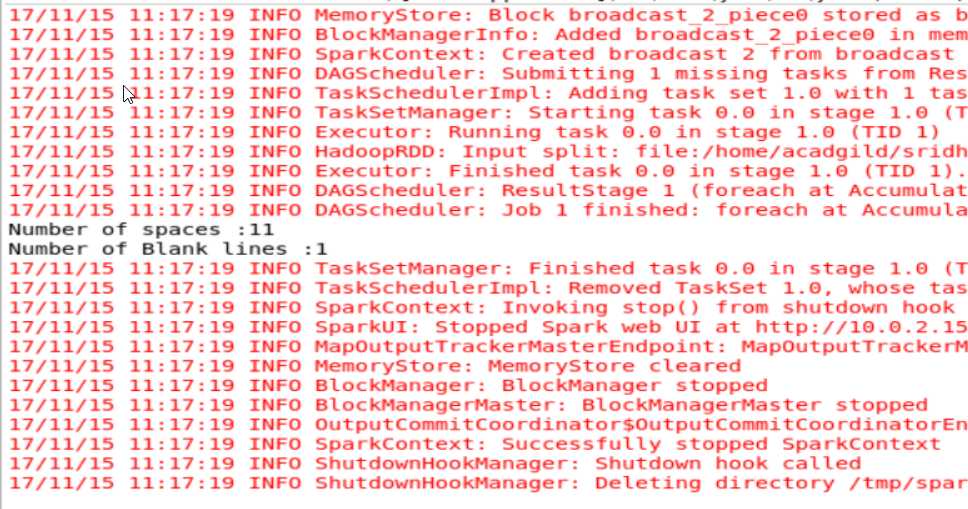 17/11/15 11:17:19 INFO MemoryStore: Block broadcast_2_piece0 stored as b
17/11/15 11:17:19 INFO BlockManagerInfo: Added broadcast_2_piece0 in mem
17/11/15 11:17:19 INFO SparkContext: Created broadcast 2 from broadcast
17/11/15 11:17:19 INFO DAGScheduler: Submitting 1 missing tasks from Res
17/11/15 11:17:19 INFO TaskSchedulerImpl: Adding task set 1.0 with 1 tas
17/11/15 11:17:19 INFO TaskSetManager: Starting task 0.0 in stage 1.0 (T
17/11/15 11:17:19 INFO Executor: Running task 0.0 in stage 1.0 (TID 1)
17/11/15 11:17:19 INFO HadoopRDD: Input split: file:/home/acadgild/sridh
17/11/15 11:17:19 INFO Executor: Finished task 0.0 in stage 1.0 (TID 1).
17/11/15 11:17:19 INFO DAGScheduler: ResultStage 1 (foreach at Accumulat
17/11/15 11:17:19 INFO DAGScheduler: Job 1 finished: foreach at Accumula
Number of spaces :11
Number of Blank lines :1
17/11/15 11:17:19 INFO TaskSetManager: Finished task 0.0 in stage 1.0 (T
17/11/15 11:17:19 INFO TaskSchedulerImpl: Removed TaskSet 1.0, whose tas
17/11/15 11:17:19 INFO SparkContext: Invoking stop() from shutdown hook
17/11/15 11:17:19 INFO SparkUI: Stopped Spark web UI at http://10.0.2.15
17/11/15 11:17:19 INFO MapOutputTrackerMasterEndpoint: MapOutputTrackerM
17/11/15 11:17:19 INFO MemoryStore: MemoryStore cleared
17/11/15 11:17:19 INFO BlockManager: BlockManager stopped
17/11/15 11:17:19 INFO BlockManagerMaster: BlockManagerMaster stopped
17/11/15 11:17:19 INFO OutputCommitCoordinator$OutputCommitCoordinatorEn
17/11/15 11:17:19 INFO SparkContext: Successfully stopped SparkContext
17/11/15 11:17:19 INFO ShutdownHookManager: Shutdown hook called
17/11/15 11:17:19 INFO ShutdownHookManager: Deleting directory /tmp/spar